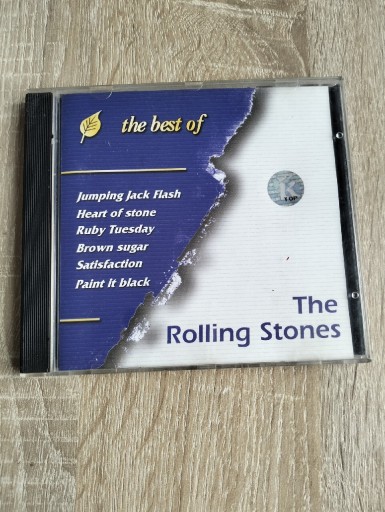 the best of
Jumping Jack Flash
Heart of stone
Ruby Tuesday
Brown sugar
Satisfaction
Paint it black
K
TOP
The
Rolling Stones